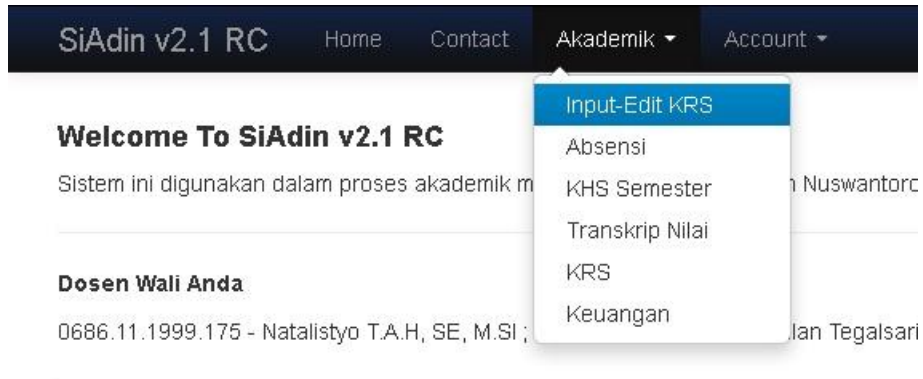 SiAdin v2.1 RC Home Contact Akademik Account
Input-Edit KRS
Absensi
KHS Semester
Transkrip Nilai
KRS
Keuangan
Welcome To SiAdin v2.1 RC
Sistem ini digunakan dalam proses akademik m n Nuswantoro
Dosen Wali Anda
0686.11.1999.175 - Natalistyo T.A.H, SE, M.SI ; lan Tegalsari